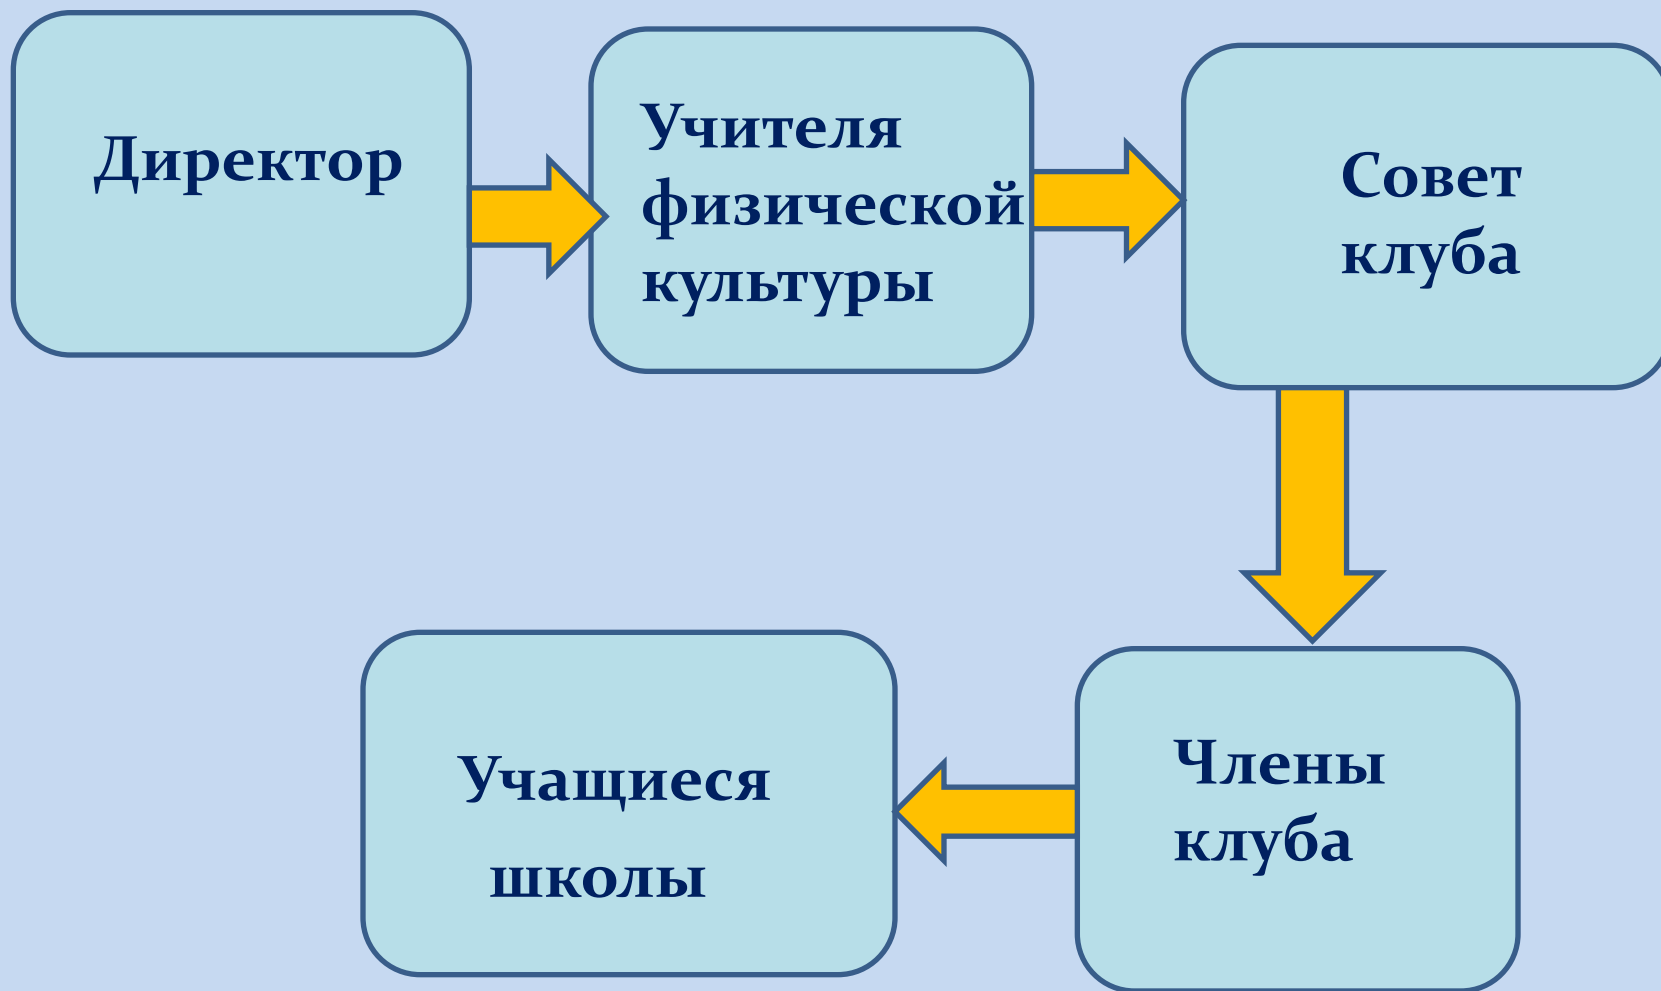 Директор
Учителя
физической
культуры
Совет
клуба
Учащиеся
школы
Члены
клуба